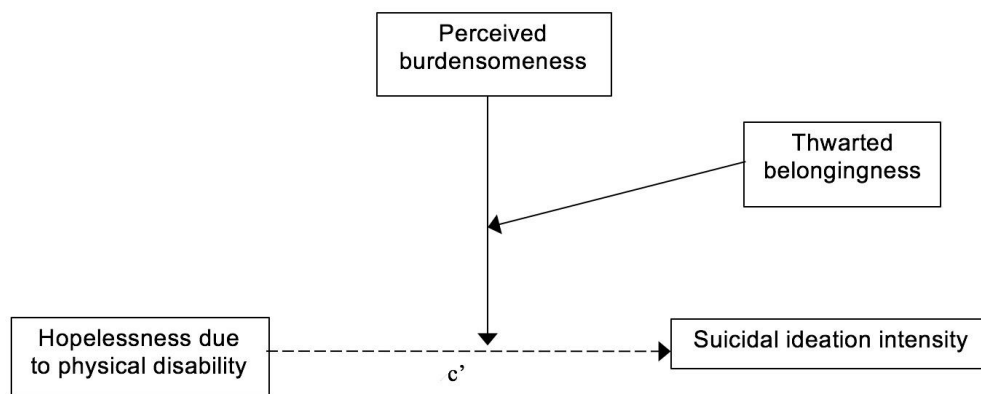 Perceived
burdensomeness
Thwarted
belongingness
Hopelessness due
to physical disability
Suicidal ideation intensity
c’